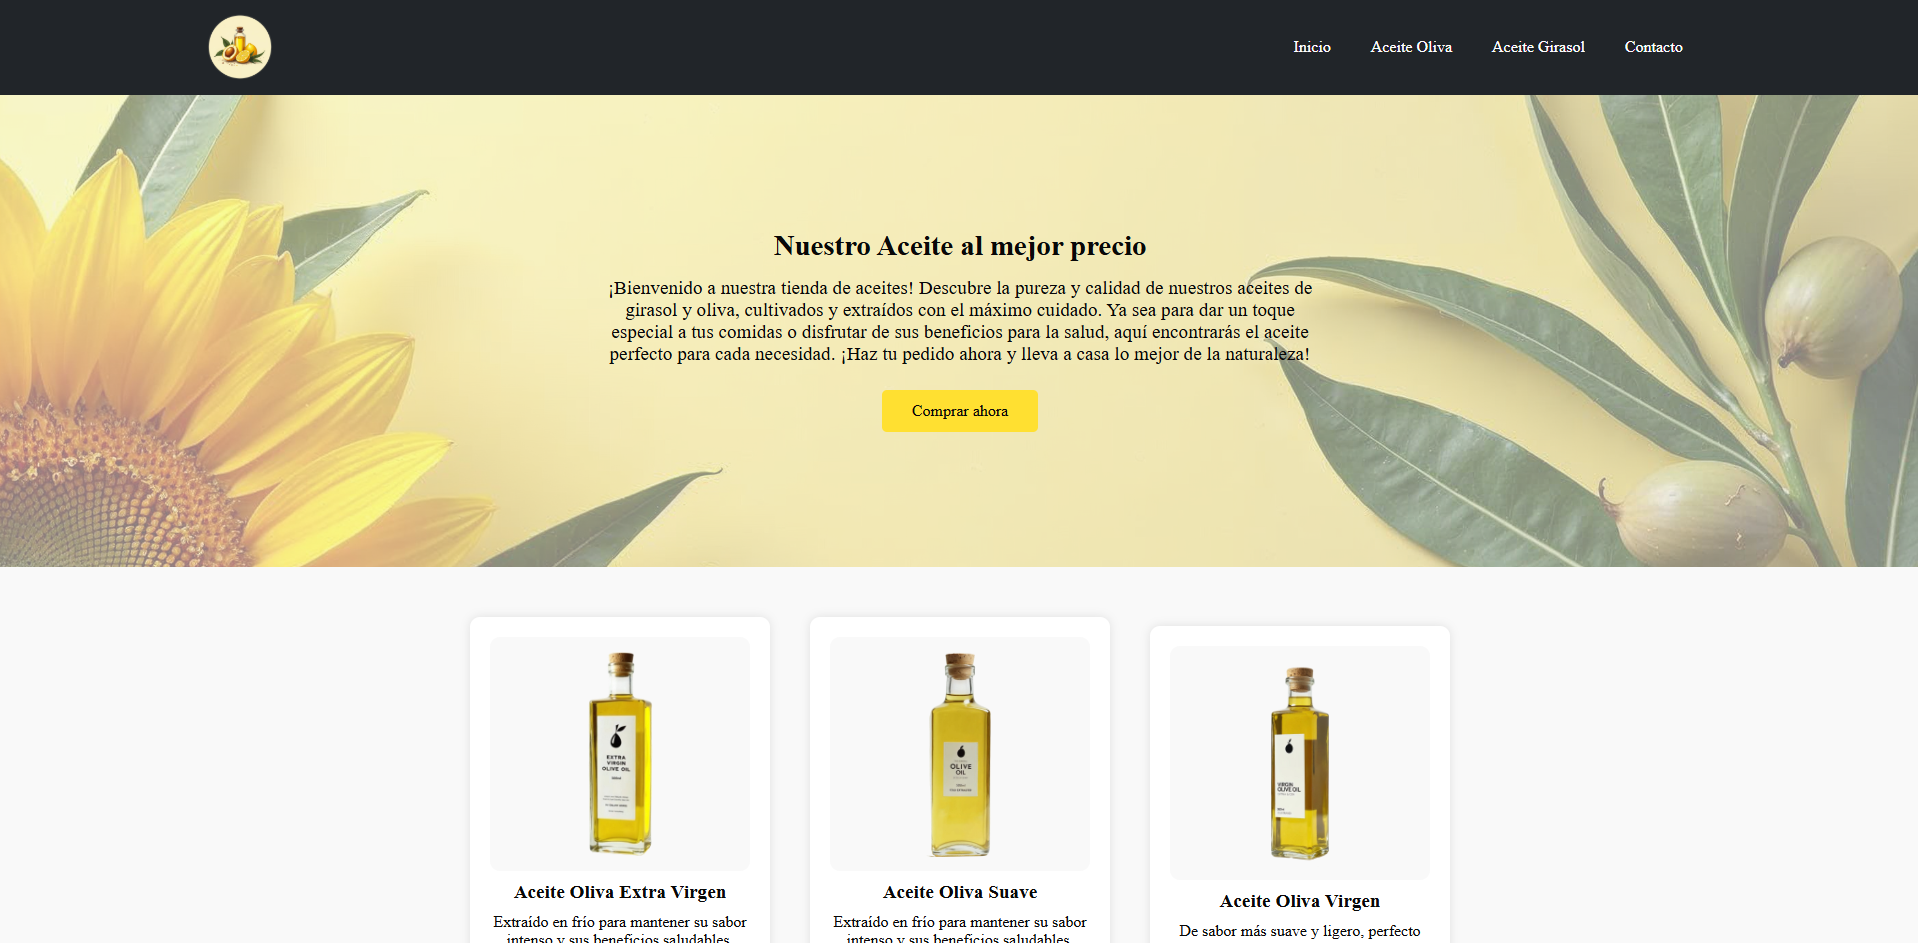 Inicio
Aceite Oliva
Aceite Girasol
Contacto
Nuestro Aceite al mejor precio
¡Bienvenido a nuestra tienda de aceites! Descubre la pureza y calidad de nuestros aceites de
girasol y oliva, cultivados y extraídos con el máximo cuidado. Ya sea para dar un toque
especial a tus comidas o disfrutar de sus beneficios para la salud, aquí encontrarás el aceite
perfecto para cada necesidad. ¡Haz tu pedido ahora y lleva a casa lo mejor de la naturaleza!
Comprar ahora
EXTRA
VIRGIN
OLIVE OIL
Aceite Oliva Extra Virgen
Extraído en frío para mantener su sabor
intenso y sus beneficios saludables
OLIVE
OIL
Aceite Oliva Suave
Extraído en frío para mantener su sabor
intenso y sus beneficios saludables
VIRGIN
OLIVE OIL
Aceite Oliva Virgen
De sabor más suave y ligero, perfecto